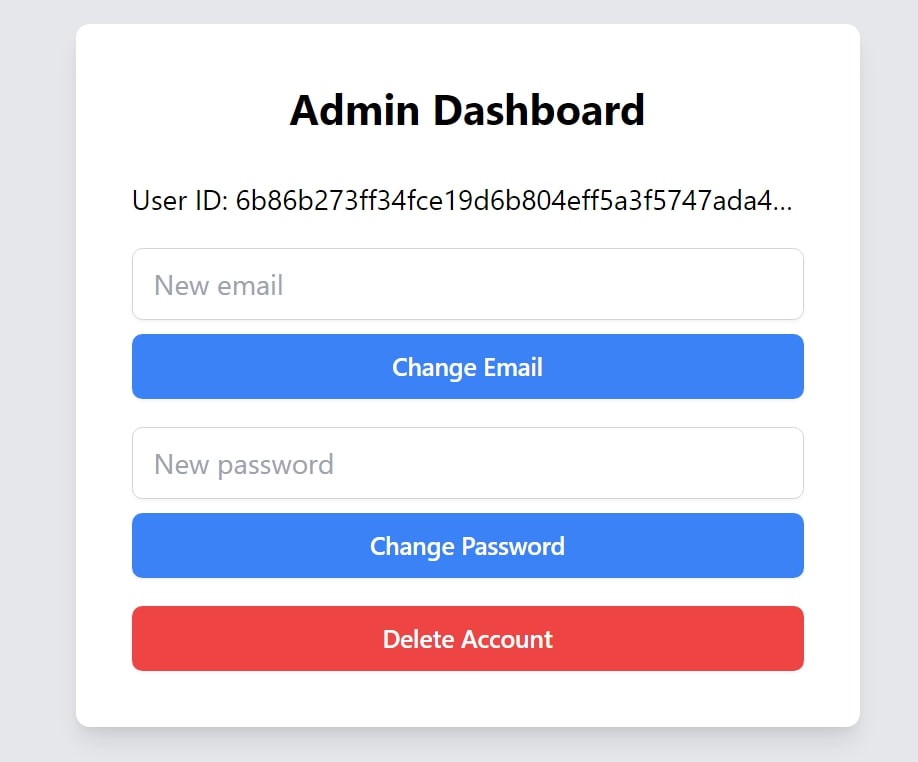 Admin Dashboard
User ID: 6b86b273ff34fce19d6b804eff5a3f5747ada4...
New email
Change Email
New password
Change Password
Delete Account